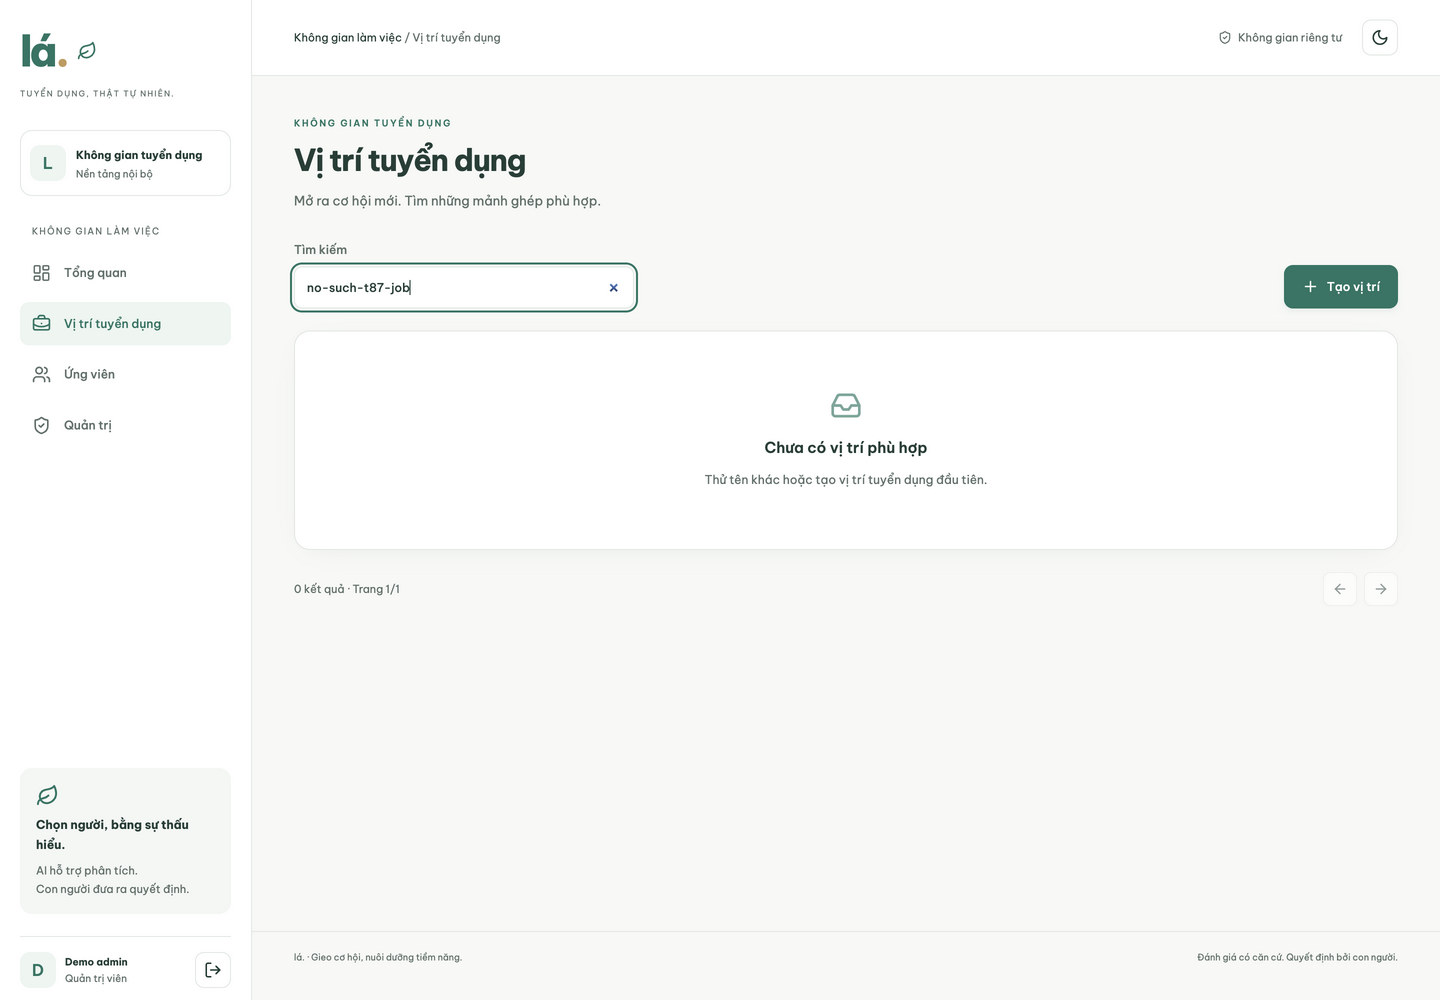 lá.
TUYỂN DỤNG, THẬT TỰ NHIÊN.
L
Không gian tuyển dụng
Nền tảng nội bộ
KHÔNG GIAN LÀM VIỆC
Tổng quan
Vị trí tuyển dụng
Ứng viên
Quản trị
Chọn người, bằng sự thấu
hiểu.
AI hỗ trợ phân tích.
Con người đưa ra quyết định.
D
Demo admin
Quản trị viên
Không gian làm việc / Vị trí tuyển dụng
Không gian riêng tư
KHÔNG GIAN TUYỂN DỤNG
Vị trí tuyển dụng
Mở ra cơ hội mới. Tìm những mảnh ghép phù hợp.
Tìm kiếm
no-such-t87-job
Tạo vị trí
Chưa có vị trí phù hợp
Thử tên khác hoặc tạo vị trí tuyển dụng đầu tiên.
0 kết quả · Trang 1/1
lá. · Gieo cơ hội, nuôi dưỡng tiềm năng.
Đánh giá có căn cứ. Quyết định bởi con người.